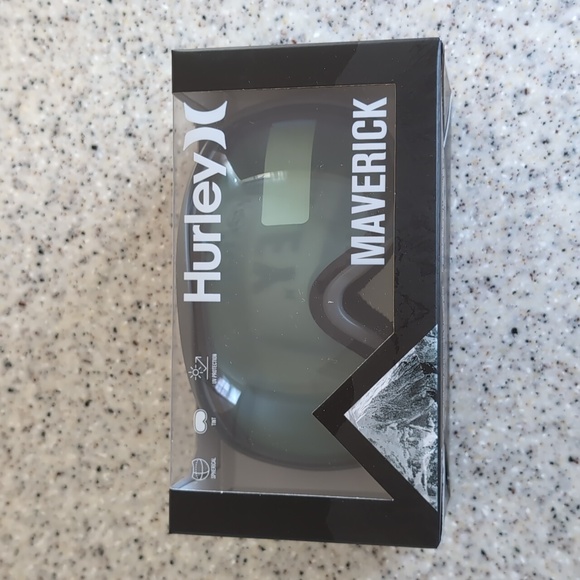 Hurley
MAVERICK
SPHERICAL
TINT
UV PROTECTION